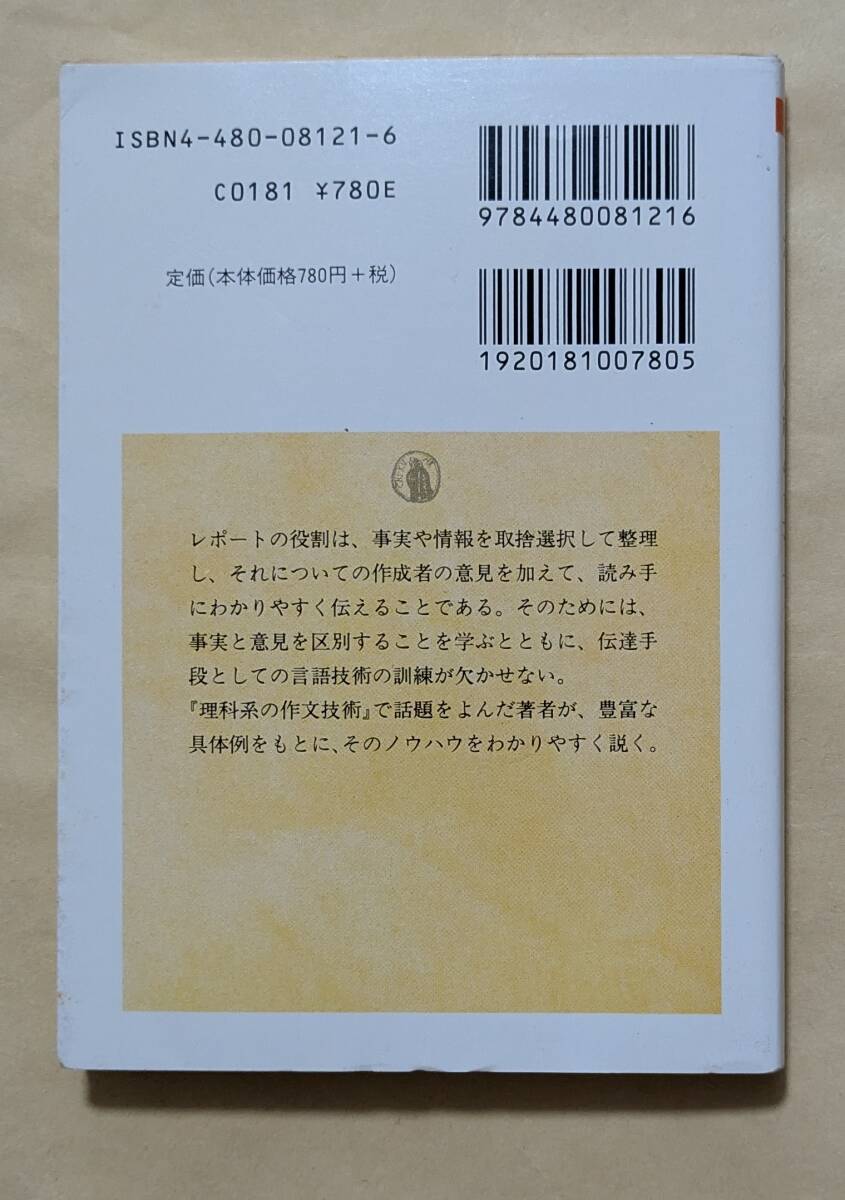 ISBN4-480-08121-6
C0181 ¥780E
定価(本体価格780円+税)
9784480081216
1920181007805
レポートの役割は、事実や情報を取捨選択して整理
し、それについての作成者の意見を加えて、読み手
にわかりやすく伝えることである。そのためには、
事実と意見を区別することを学ぶとともに、伝達手
段としての言語技術の訓練が欠かせない。
『理科系の作文技術』で話題をよんだ著者が、豊富な
具体例をもとに、そのノウハウをわかりやすく説く。